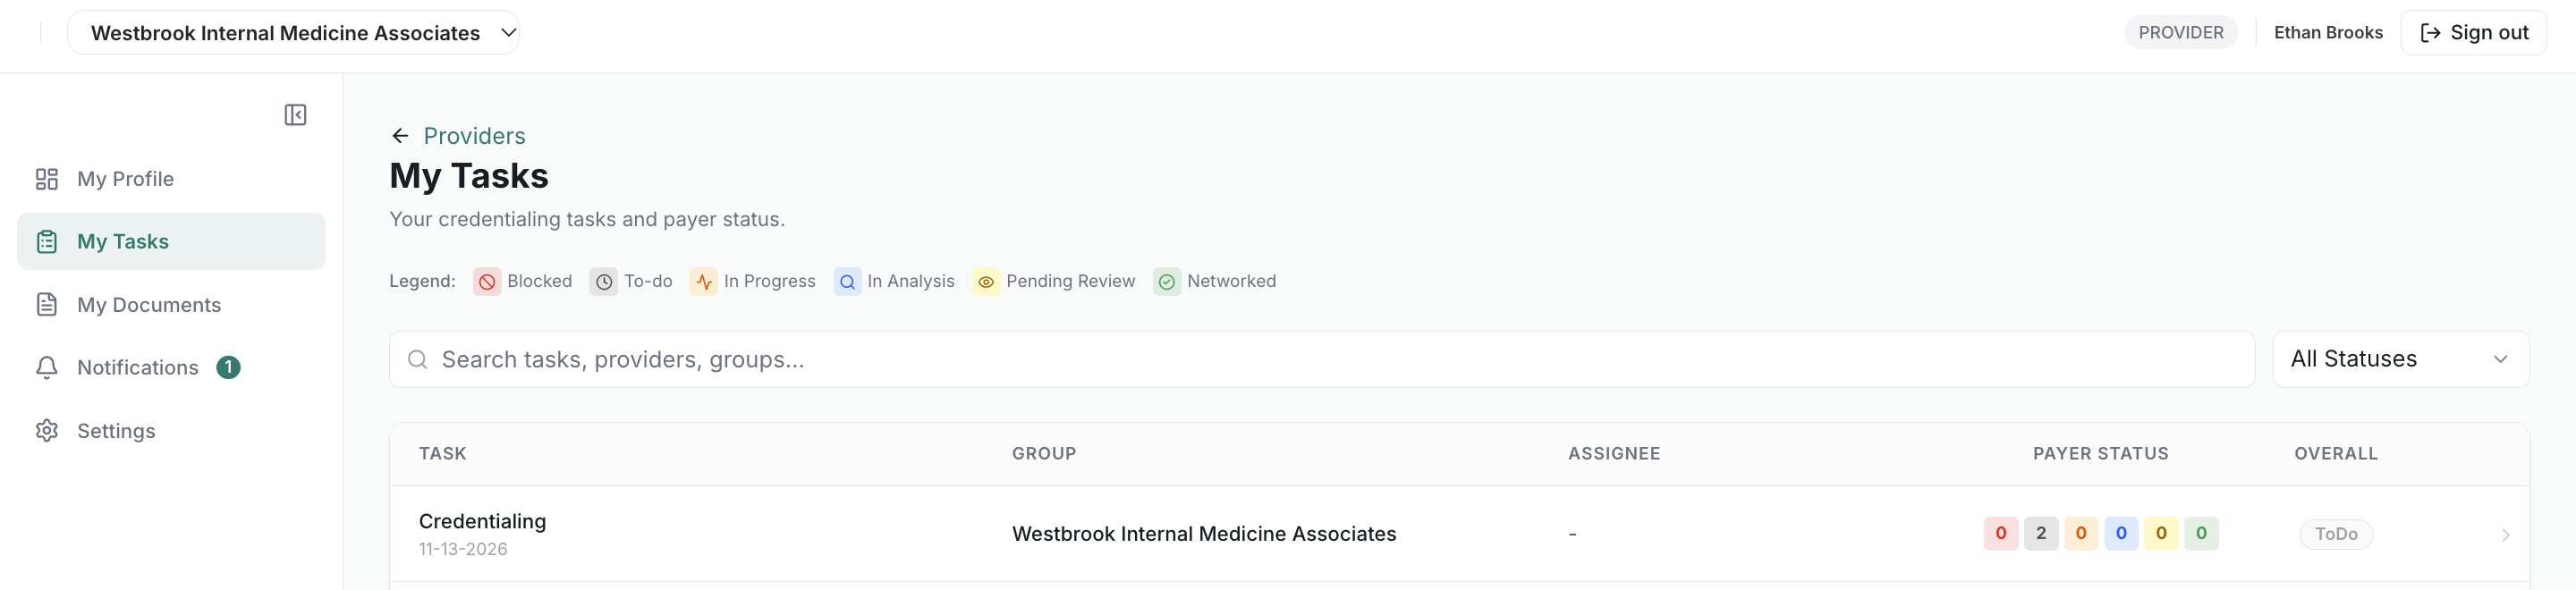 Westbrook Internal Medicine Associates
PROVIDER
Ethan Brooks
Sign out
My Profile
My Tasks
My Documents
Notifications 1
Settings
Providers
My Tasks
Your credentialing tasks and payer status.
Legend: Blocked To-do In Progress In Analysis Pending Review Networked
Search tasks, providers, groups...
All Statuses
TASK GROUP ASSIGNEE PAYER STATUS OVERALL
Credentialing
11-13-2026
Westbrook Internal Medicine Associates
-
0 2 0 0 0 0
ToDo